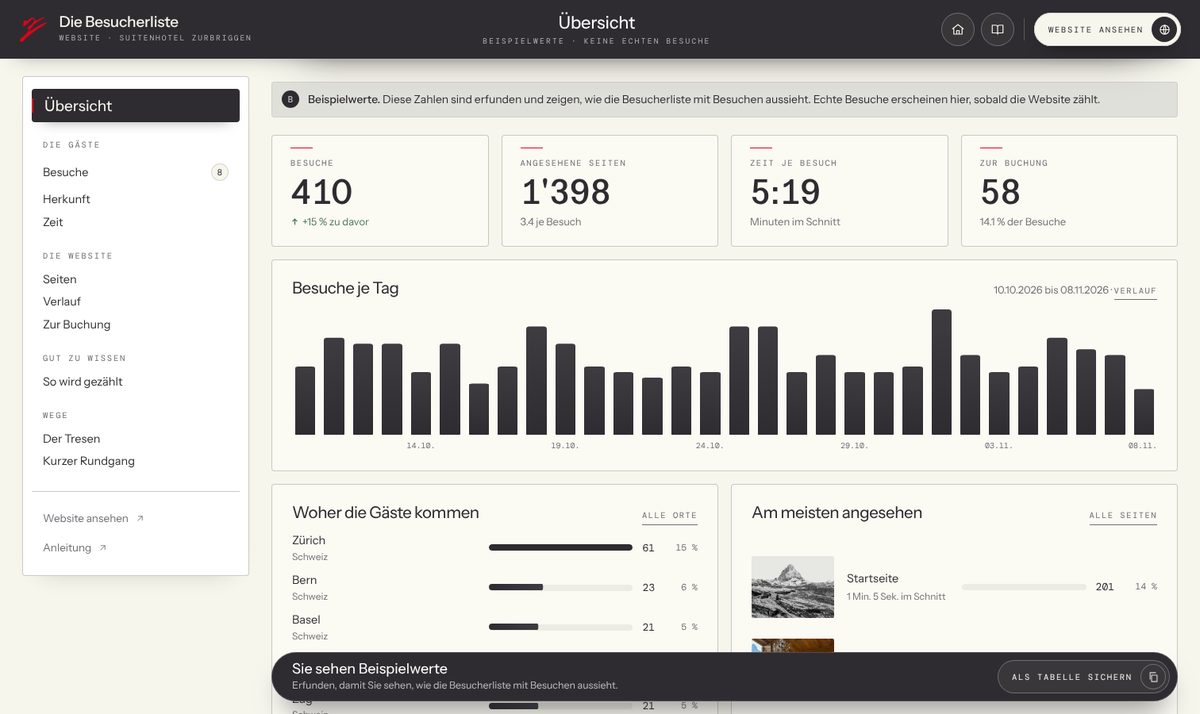 Die Besucherliste
WEBSITE · SUITENHOTEL ZURBRIGGEN
Übersicht
BEISPIELWERTE · KEINE ECHTEN BESUCHE
WEBSITE ANSEHEN
Übersicht
DIE GÄSTE
Besuche 8
Herkunft
Zeit
DIE WEBSITE
Seiten
Verlauf
Zur Buchung
GUT ZU WISSEN
So wird gezählt
WEGE
Der Tresen
Kurzer Rundgang
Website ansehen ↗
Anleitung ↗
B Beispielwerte. Diese Zahlen sind erfunden und zeigen, wie die Besucherliste mit Besuchen aussieht. Echte Besuche erscheinen hier, sobald die Website zählt.
BESUCHE
410
↑ +15 % zu davor
ANGESEHENE SEITEN
1'398
3.4 je Besuch
ZEIT JE BESUCH
5:19
Minuten im Schnitt
ZUR BUCHUNG
58
14.1 % der Besuche
Besuche je Tag
10.10.2026 bis 08.11.2026 · VERLAUF
14.10. 19.10. 24.10. 29.10. 03.11. 08.11.
Woher die Gäste kommen
ALLE ORTE
Zürich
Schweiz
61 15 %
Bern
Schweiz
23 6 %
Basel
Schweiz
21 5 %
21 5 %
Am meisten angesehen
ALLE SEITEN
Startseite
1 Min. 5 Sek. im Schnitt
201 14 %
Sie sehen Beispielwerte
Erfunden, damit Sie sehen, wie die Besucherliste mit Besuchen aussieht.
ALS TABELLE SICHERN